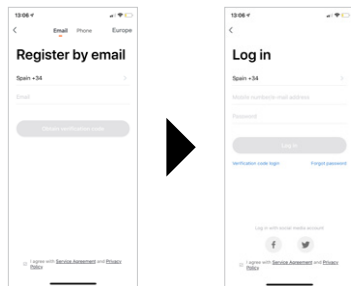 13:06
Email Phone Europe
Register by email
Spain +34
Email
Obtain verification code
I agree with Service Agreement and Privacy
Policy
13:06
Log in
Spain +34
Mobile number/e-mail address
Password
Log in
Verification code login Forgot password
Log in with social media account
I agree with Service Agreement and Privacy
Policy